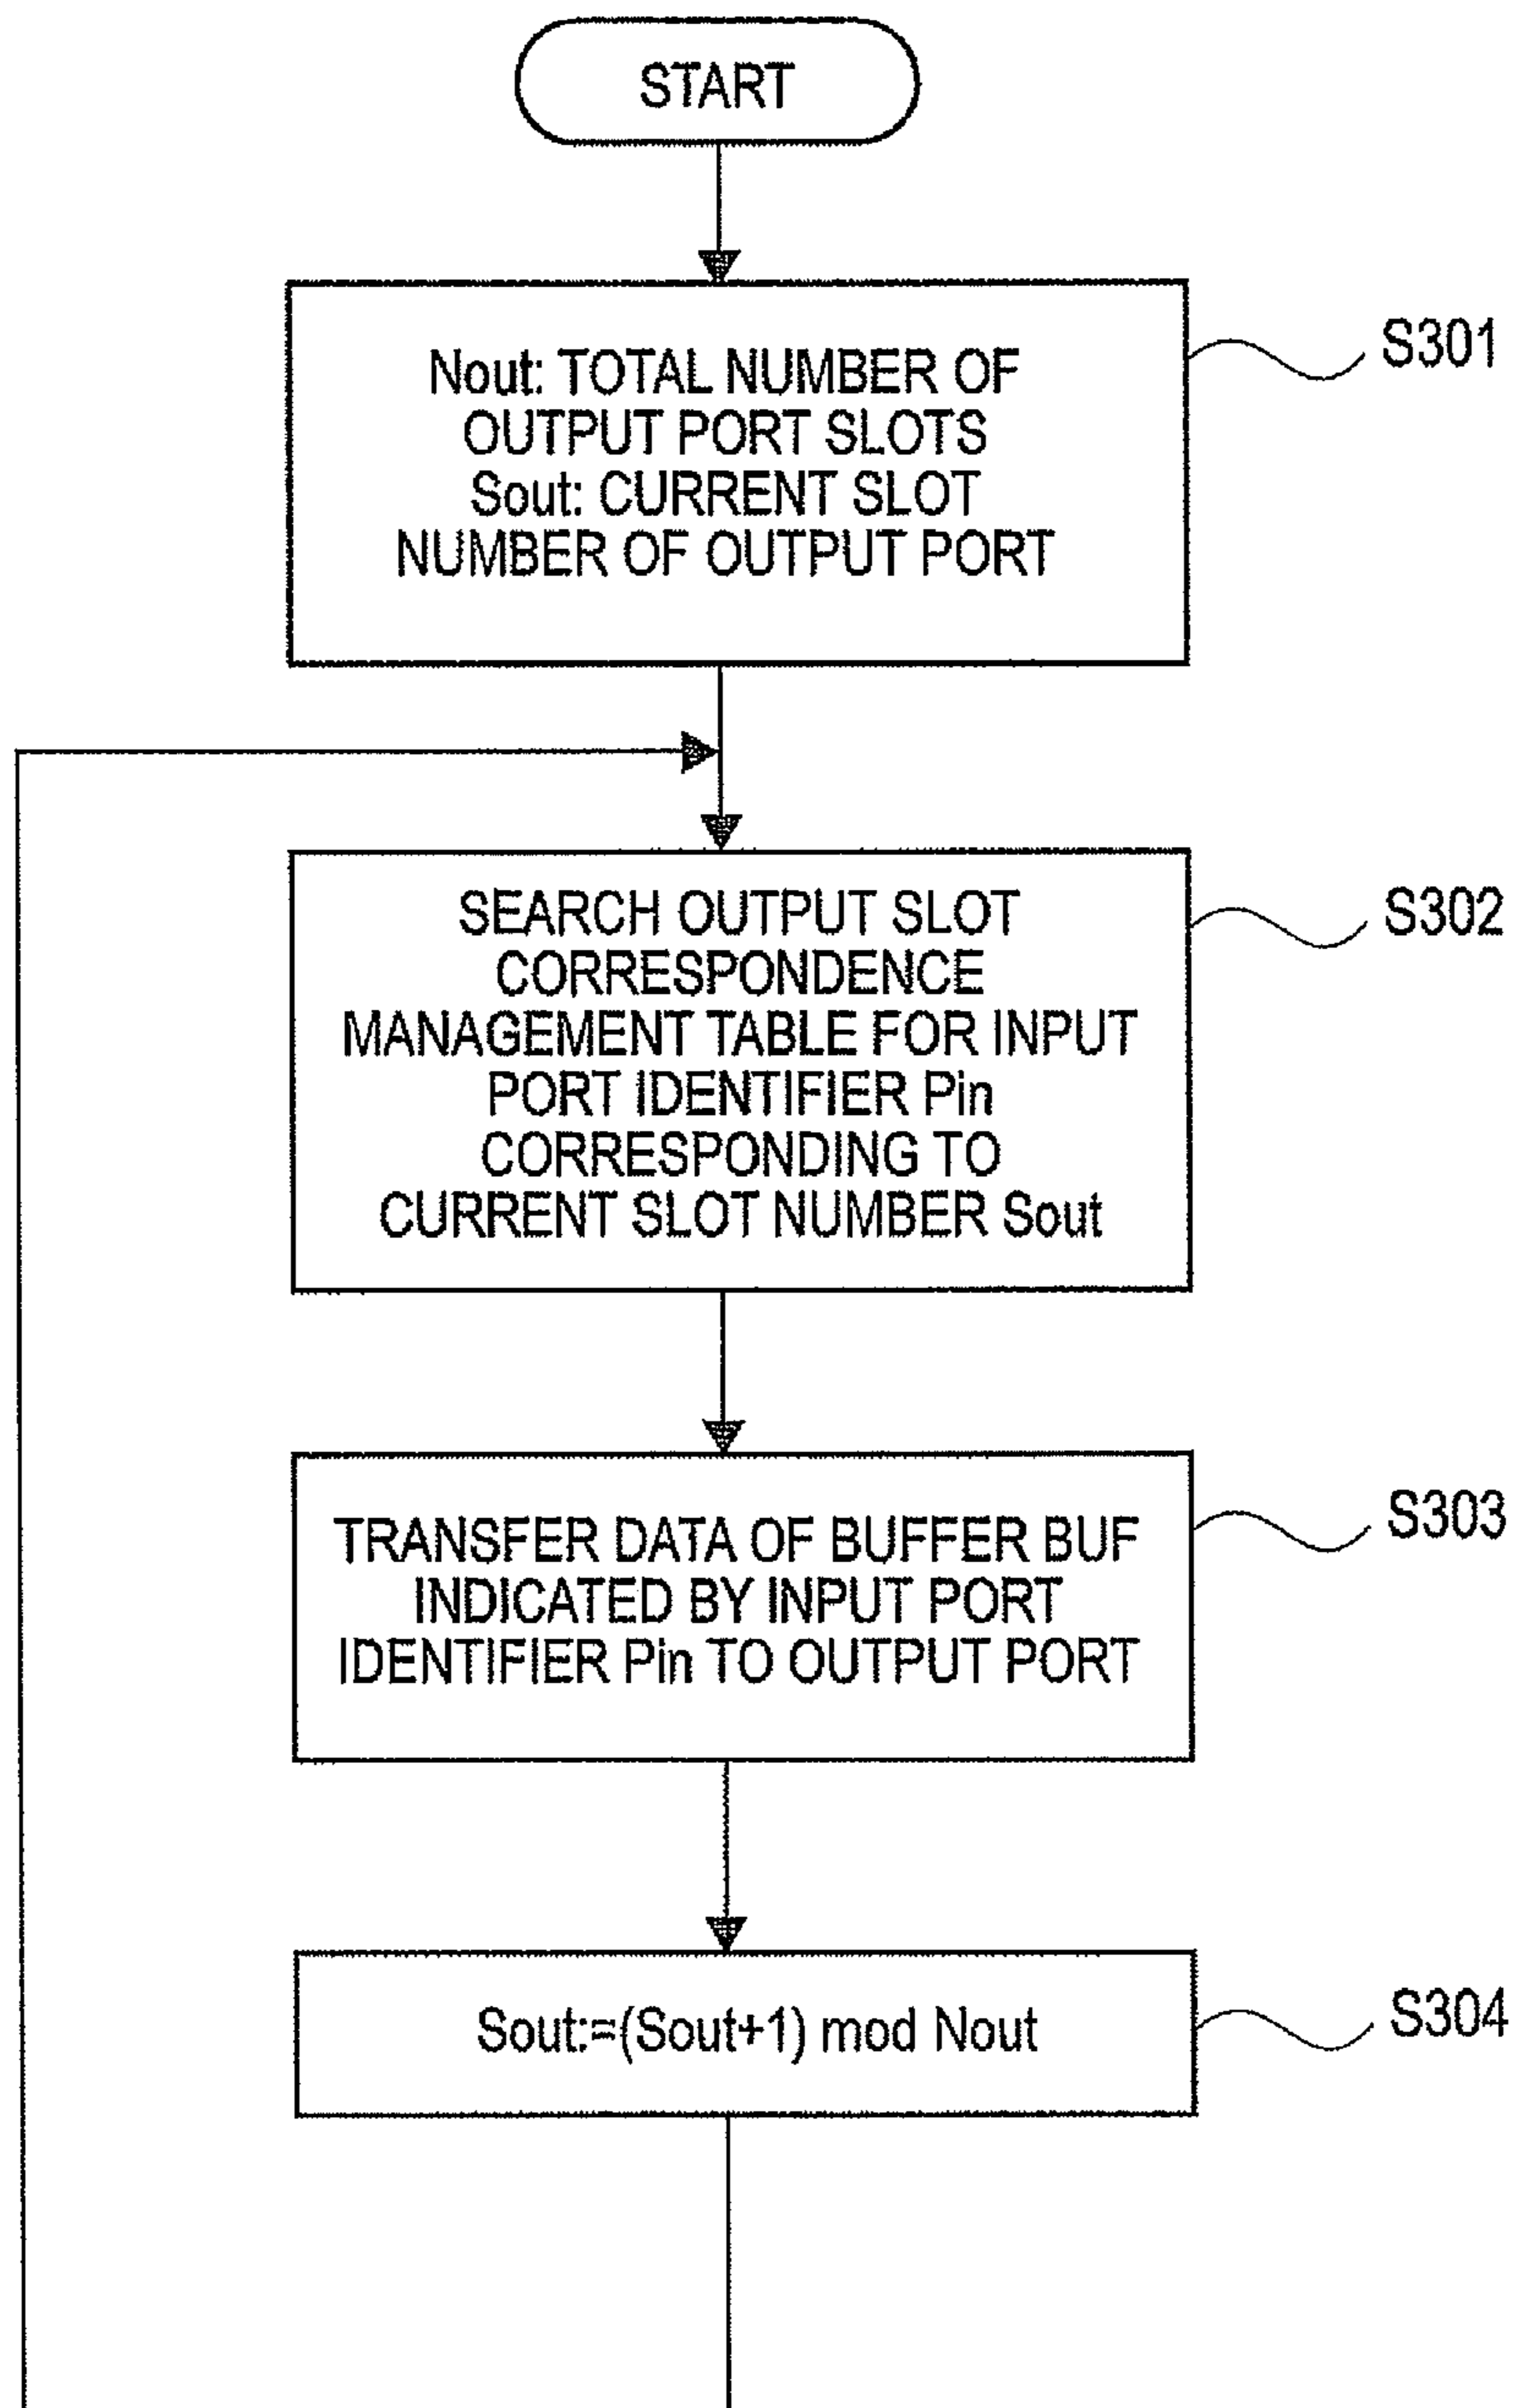 START
Nout: TOTAL NUMBER OF
OUTPUT PORT SLOTS
Sout: CURRENT SLOT
NUMBER OF OUTPUT PORT
S301
SEARCH OUTPUT SLOT
CORRESPONDENCE
MANAGEMENT TABLE FOR INPUT
PORT IDENTIFIER Pin
CORRESPONDING TO
CURRENT SLOT NUMBER Sout
S302
TRANSFER DATA OF BUFFER BUF
INDICATED BY INPUT PORT
IDENTIFIER Pin TO OUTPUT PORT
S303
Sout:=(Sout+1) mod Nout
S304